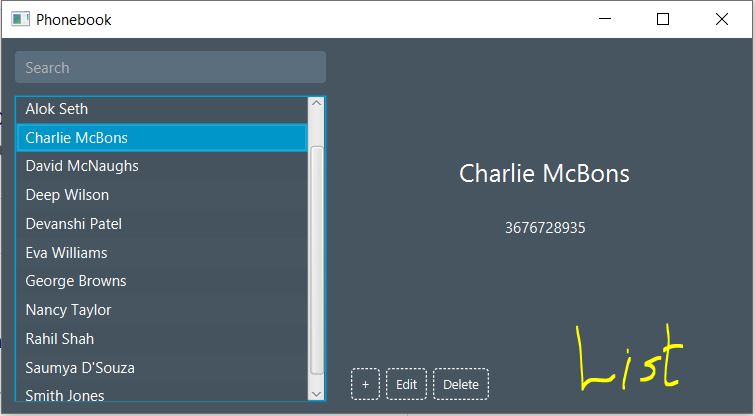 Phonebook
Search
Alok Seth
Charlie McBons
David McNaughs
Deep Wilson
Devanshi Patel
Eva Williams
George Browns
Nancy Taylor
Rahil Shah
Saumya D'Souza
Smith Jones
Charlie McBons
3676728935
+ Edit Delete
List